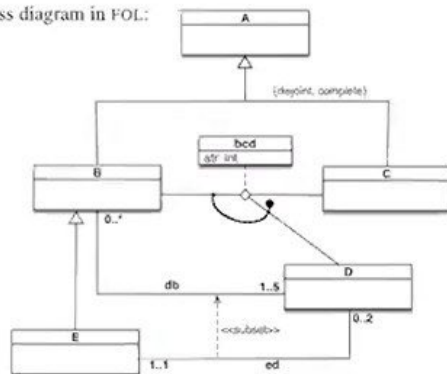 ss diagram in FOL:
A
{disjoint, complete}
bcd
atr int
B
C
0..*
D
db
1..5
0..2
<<subset>>
E
1..1
ed